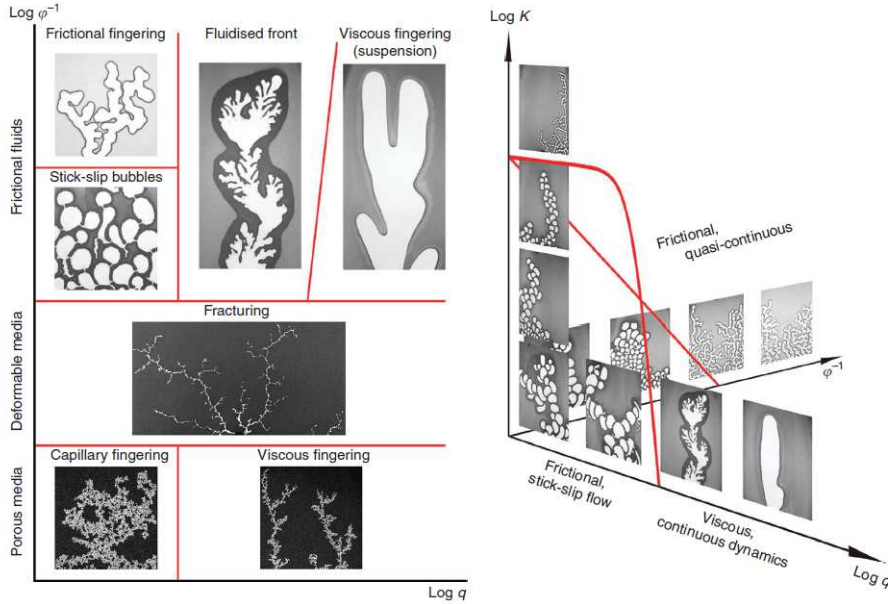 Log φ⁻¹
Frictional fingering
Fluidised front
Viscous fingering
(suspension)
Stick-slip bubbles
Frictional fluids
Fracturing
Deformable media
Capillary fingering
Viscous fingering
Porous media
Log q
Log K
Frictional,
quasi-continuous
φ⁻¹
Frictional,
stick-slip flow
Viscous,
continuous dynamics
Log q